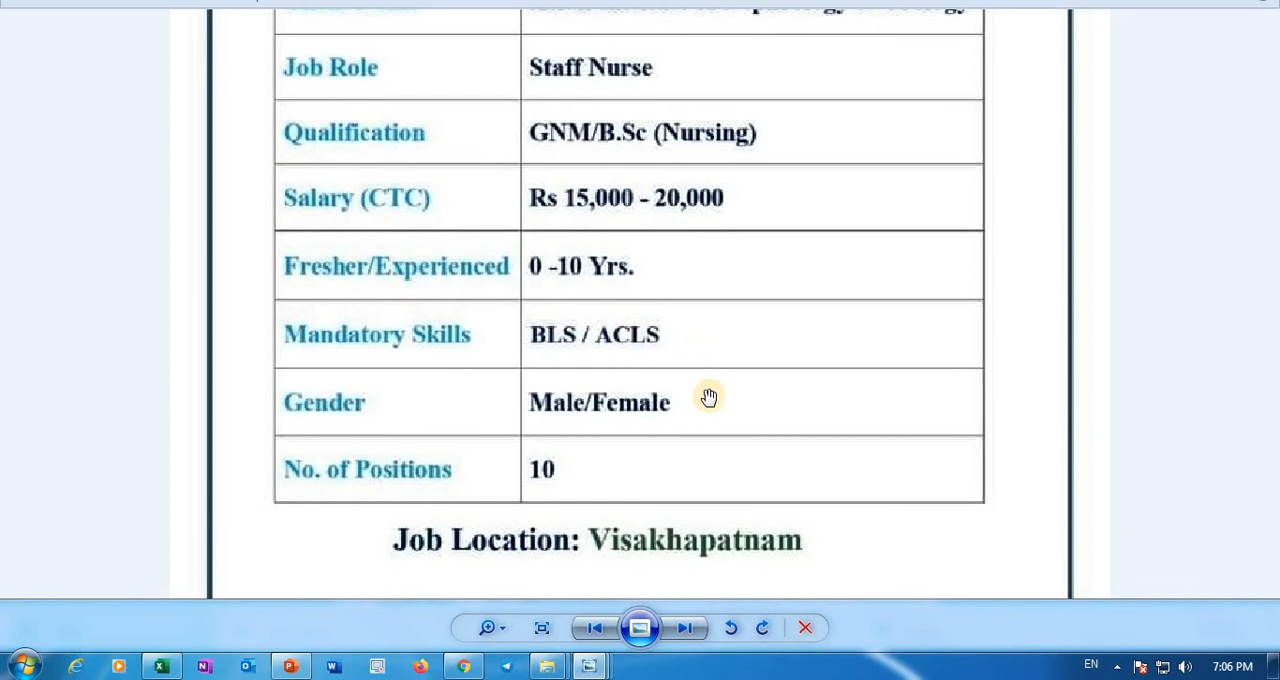 Job Role Staff Nurse
Qualification GNM/B.Sc (Nursing)
Salary (CTC) Rs 15,000 - 20,000
Fresher/Experienced 0 -10 Yrs.
Mandatory Skills BLS / ACLS
Gender Male/Female
No. of Positions 10
Job Location: Visakhapatnam
EN 7:06 PM